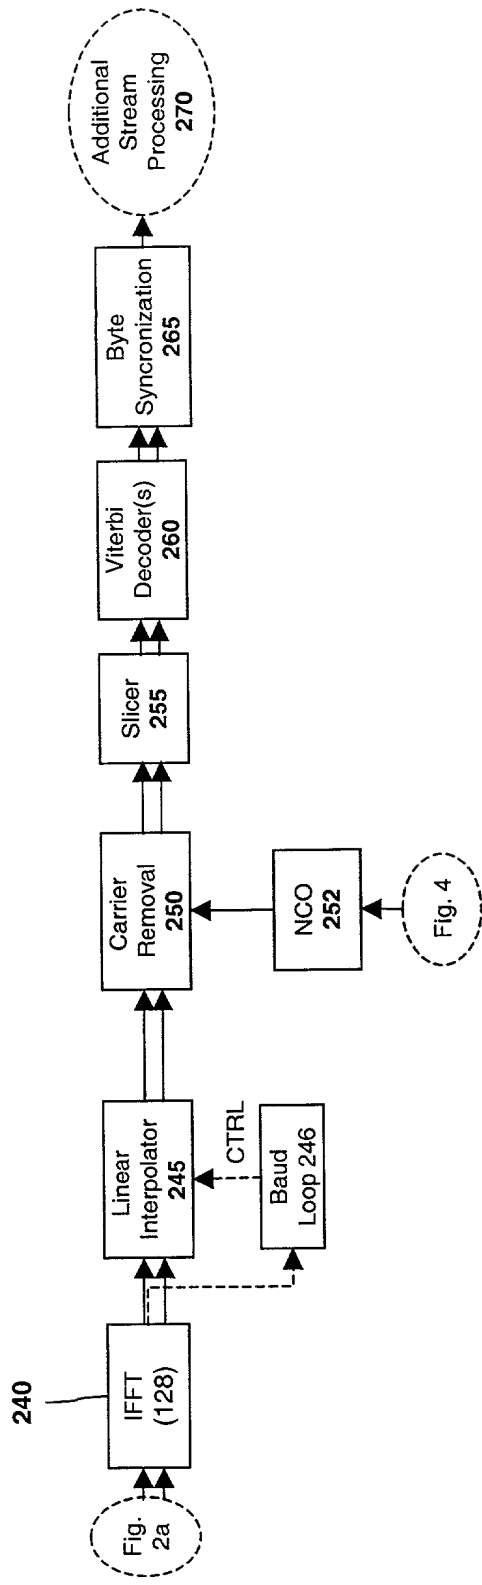 Fig.
2a
240
IFFT
(128)
Linear
Interpolator
245
CTRL
Baud
Loop 246
Carrier
Removal
250
NCO
252
Fig. 4
Slicer
255
Viterbi
Decoder(s)
260
Byte
Syncronization
265
Additional
Stream
Processing
270